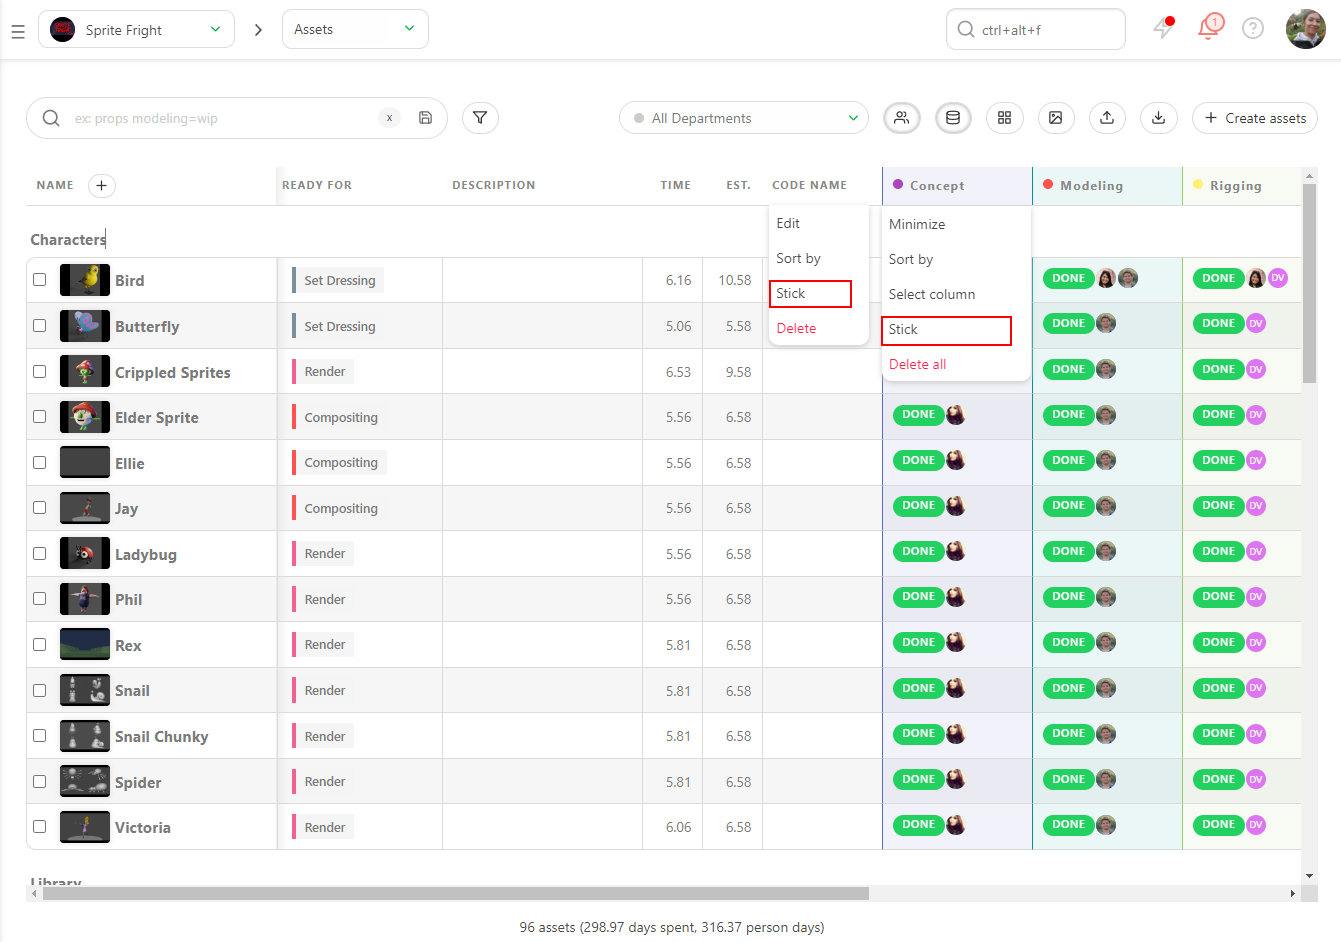 Sprite Fright
Assets
ctrl+alt+f
1
ex: props modeling=wip
x
All Departments
Create assets
NAME READY FOR DESCRIPTION TIME EST. CODE NAME Concept Modeling Rigging
Edit
Sort by
Stick
Delete
Minimize
Sort by
Select column
Stick
Delete all
Characters
Bird Set Dressing 6.16 10.58 DONE DONE DV
Butterfly Set Dressing 5.06 5.58 DONE DONE DV
Crippled Sprites Render 6.53 9.58 DONE DONE DV
Elder Sprite Compositing 5.56 6.58 DONE DONE DONE DV
Ellie Compositing 5.56 6.58 DONE DONE DONE DV
Jay Compositing 5.56 6.58 DONE DONE DONE DV
Ladybug Render 5.56 6.58 DONE DONE DONE DV
Phil Render 5.56 6.58 DONE DONE DONE DV
Rex Render 5.81 6.58 DONE DONE DONE DV
Snail Render 5.81 6.58 DONE DONE DONE DV
Snail Chunky Render 5.81 6.58 DONE DONE DONE DV
Spider Render 5.81 6.58 DONE DONE DONE DV
Victoria Render 6.06 6.58 DONE DONE DONE DV
Library
96 assets (298.97 days spent, 316.37 person days)